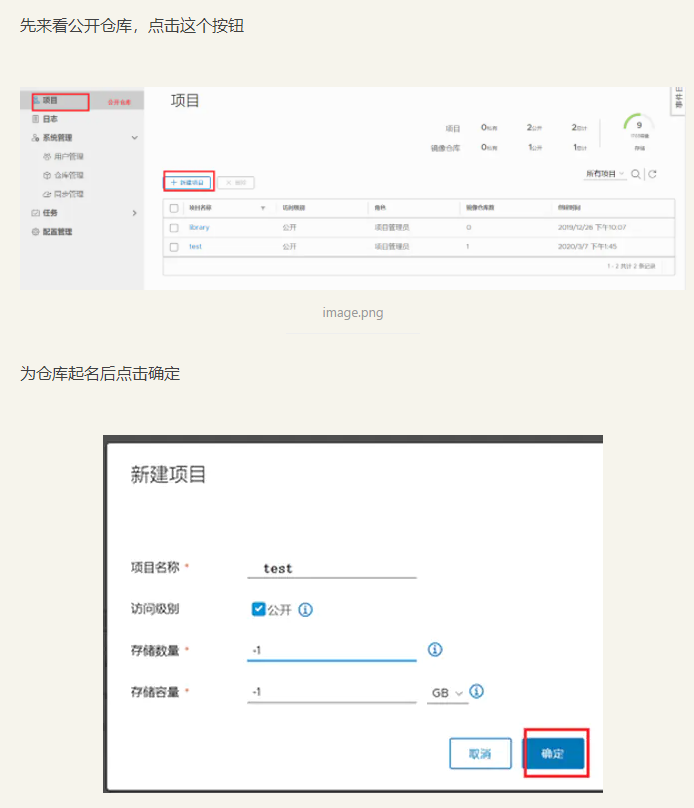 先来看公开仓库，点击这个按钮
项目 公开仓库
日志
系统管理
用户管理
仓库管理
同步管理
任务
配置管理
项目
项目 0私有 2公开 2总计
镜像仓库 0私有 1公开 1总计
9
存储
事件日
+ 新建项目 × 删除
所有项目
项目名称 访问级别 角色 镜像仓库数 创建时间
library 公开 项目管理员 0 2019/12/26 下午10:07
test 公开 项目管理员 1 2020/3/7 下午1:45
1 - 2 共计 2 条记录
image.png
为仓库起名后点击确定
新建项目
项目名称 * test
访问级别 公开
存储数量 * -1
存储容量 * -1 GB
取消 确定